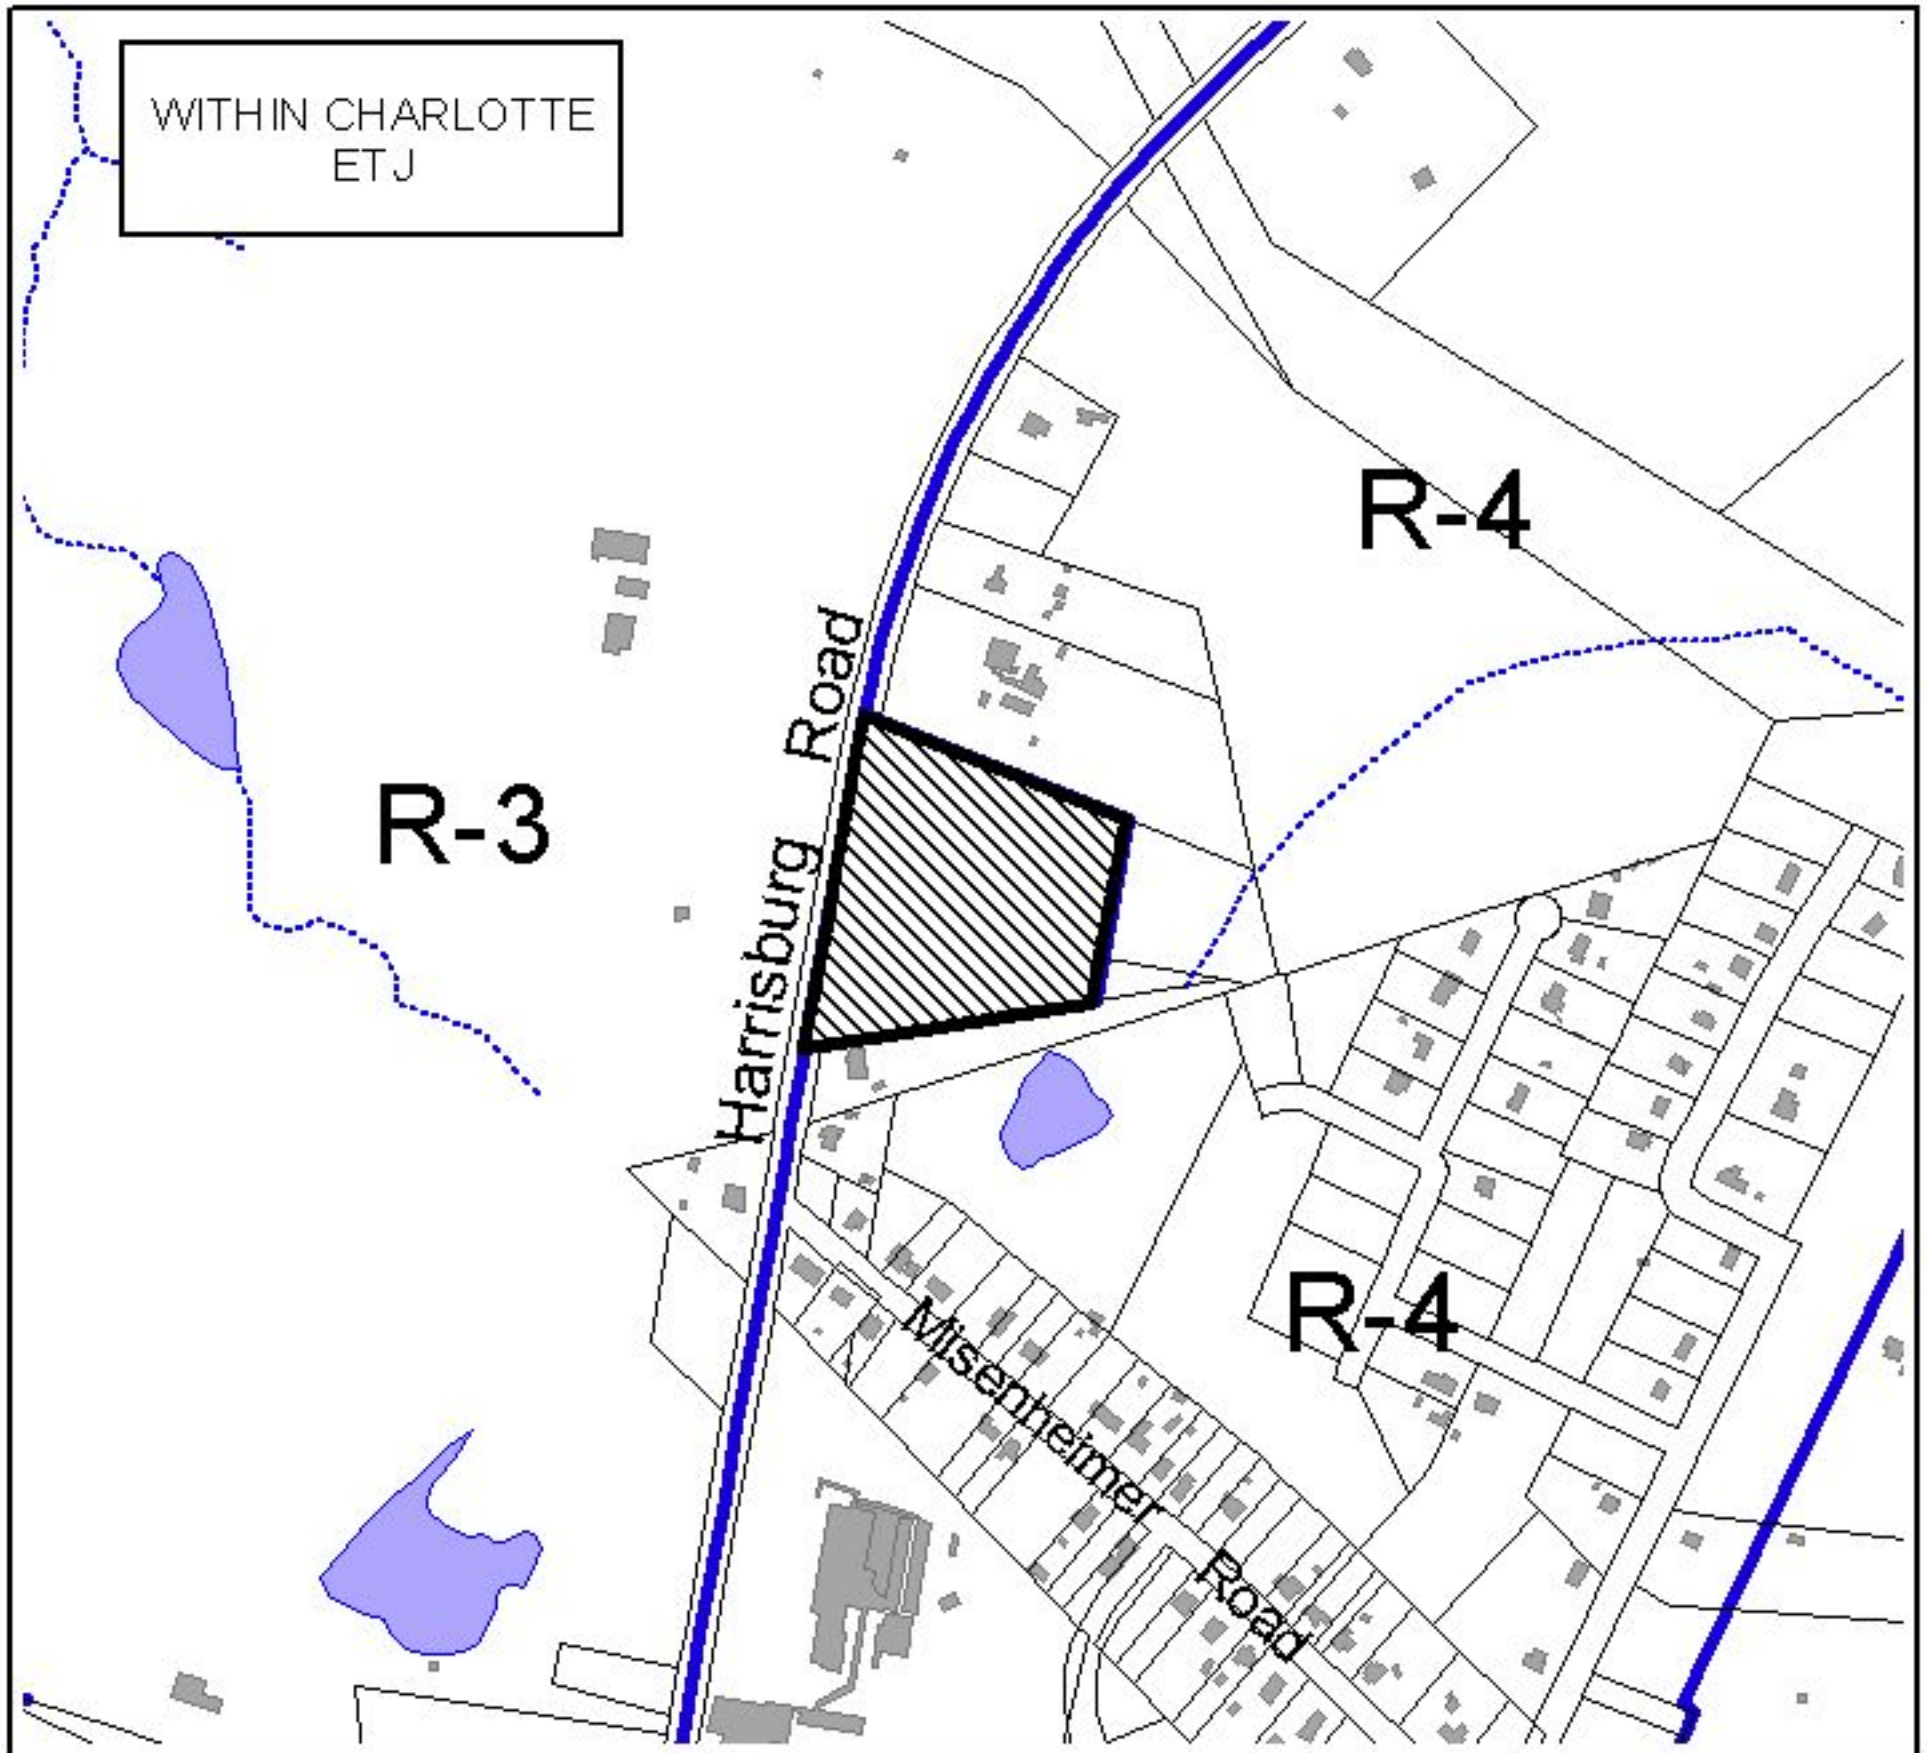 WITHIN CHARLOTTE
ETJ
R-4
R-3
Harrisburg Road
R-4
Misenheimer Road